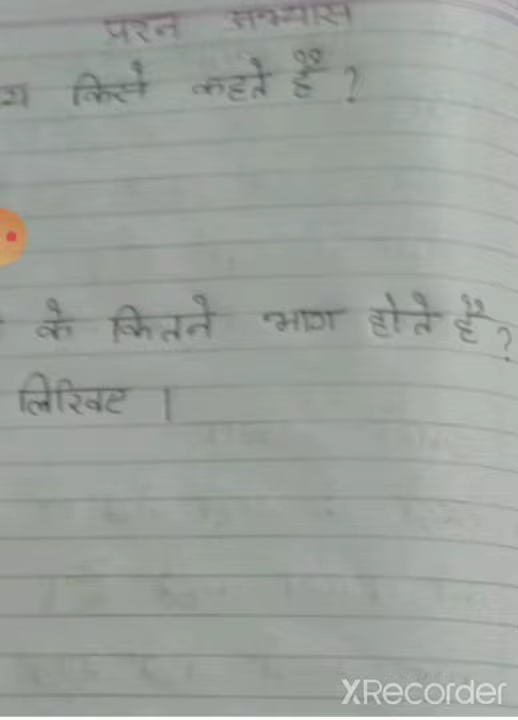 प्रश्न अभ्यास
किसे कहते हैं ?
के कितने भाग होते हैं ?
लिखिए ।
XRecorder